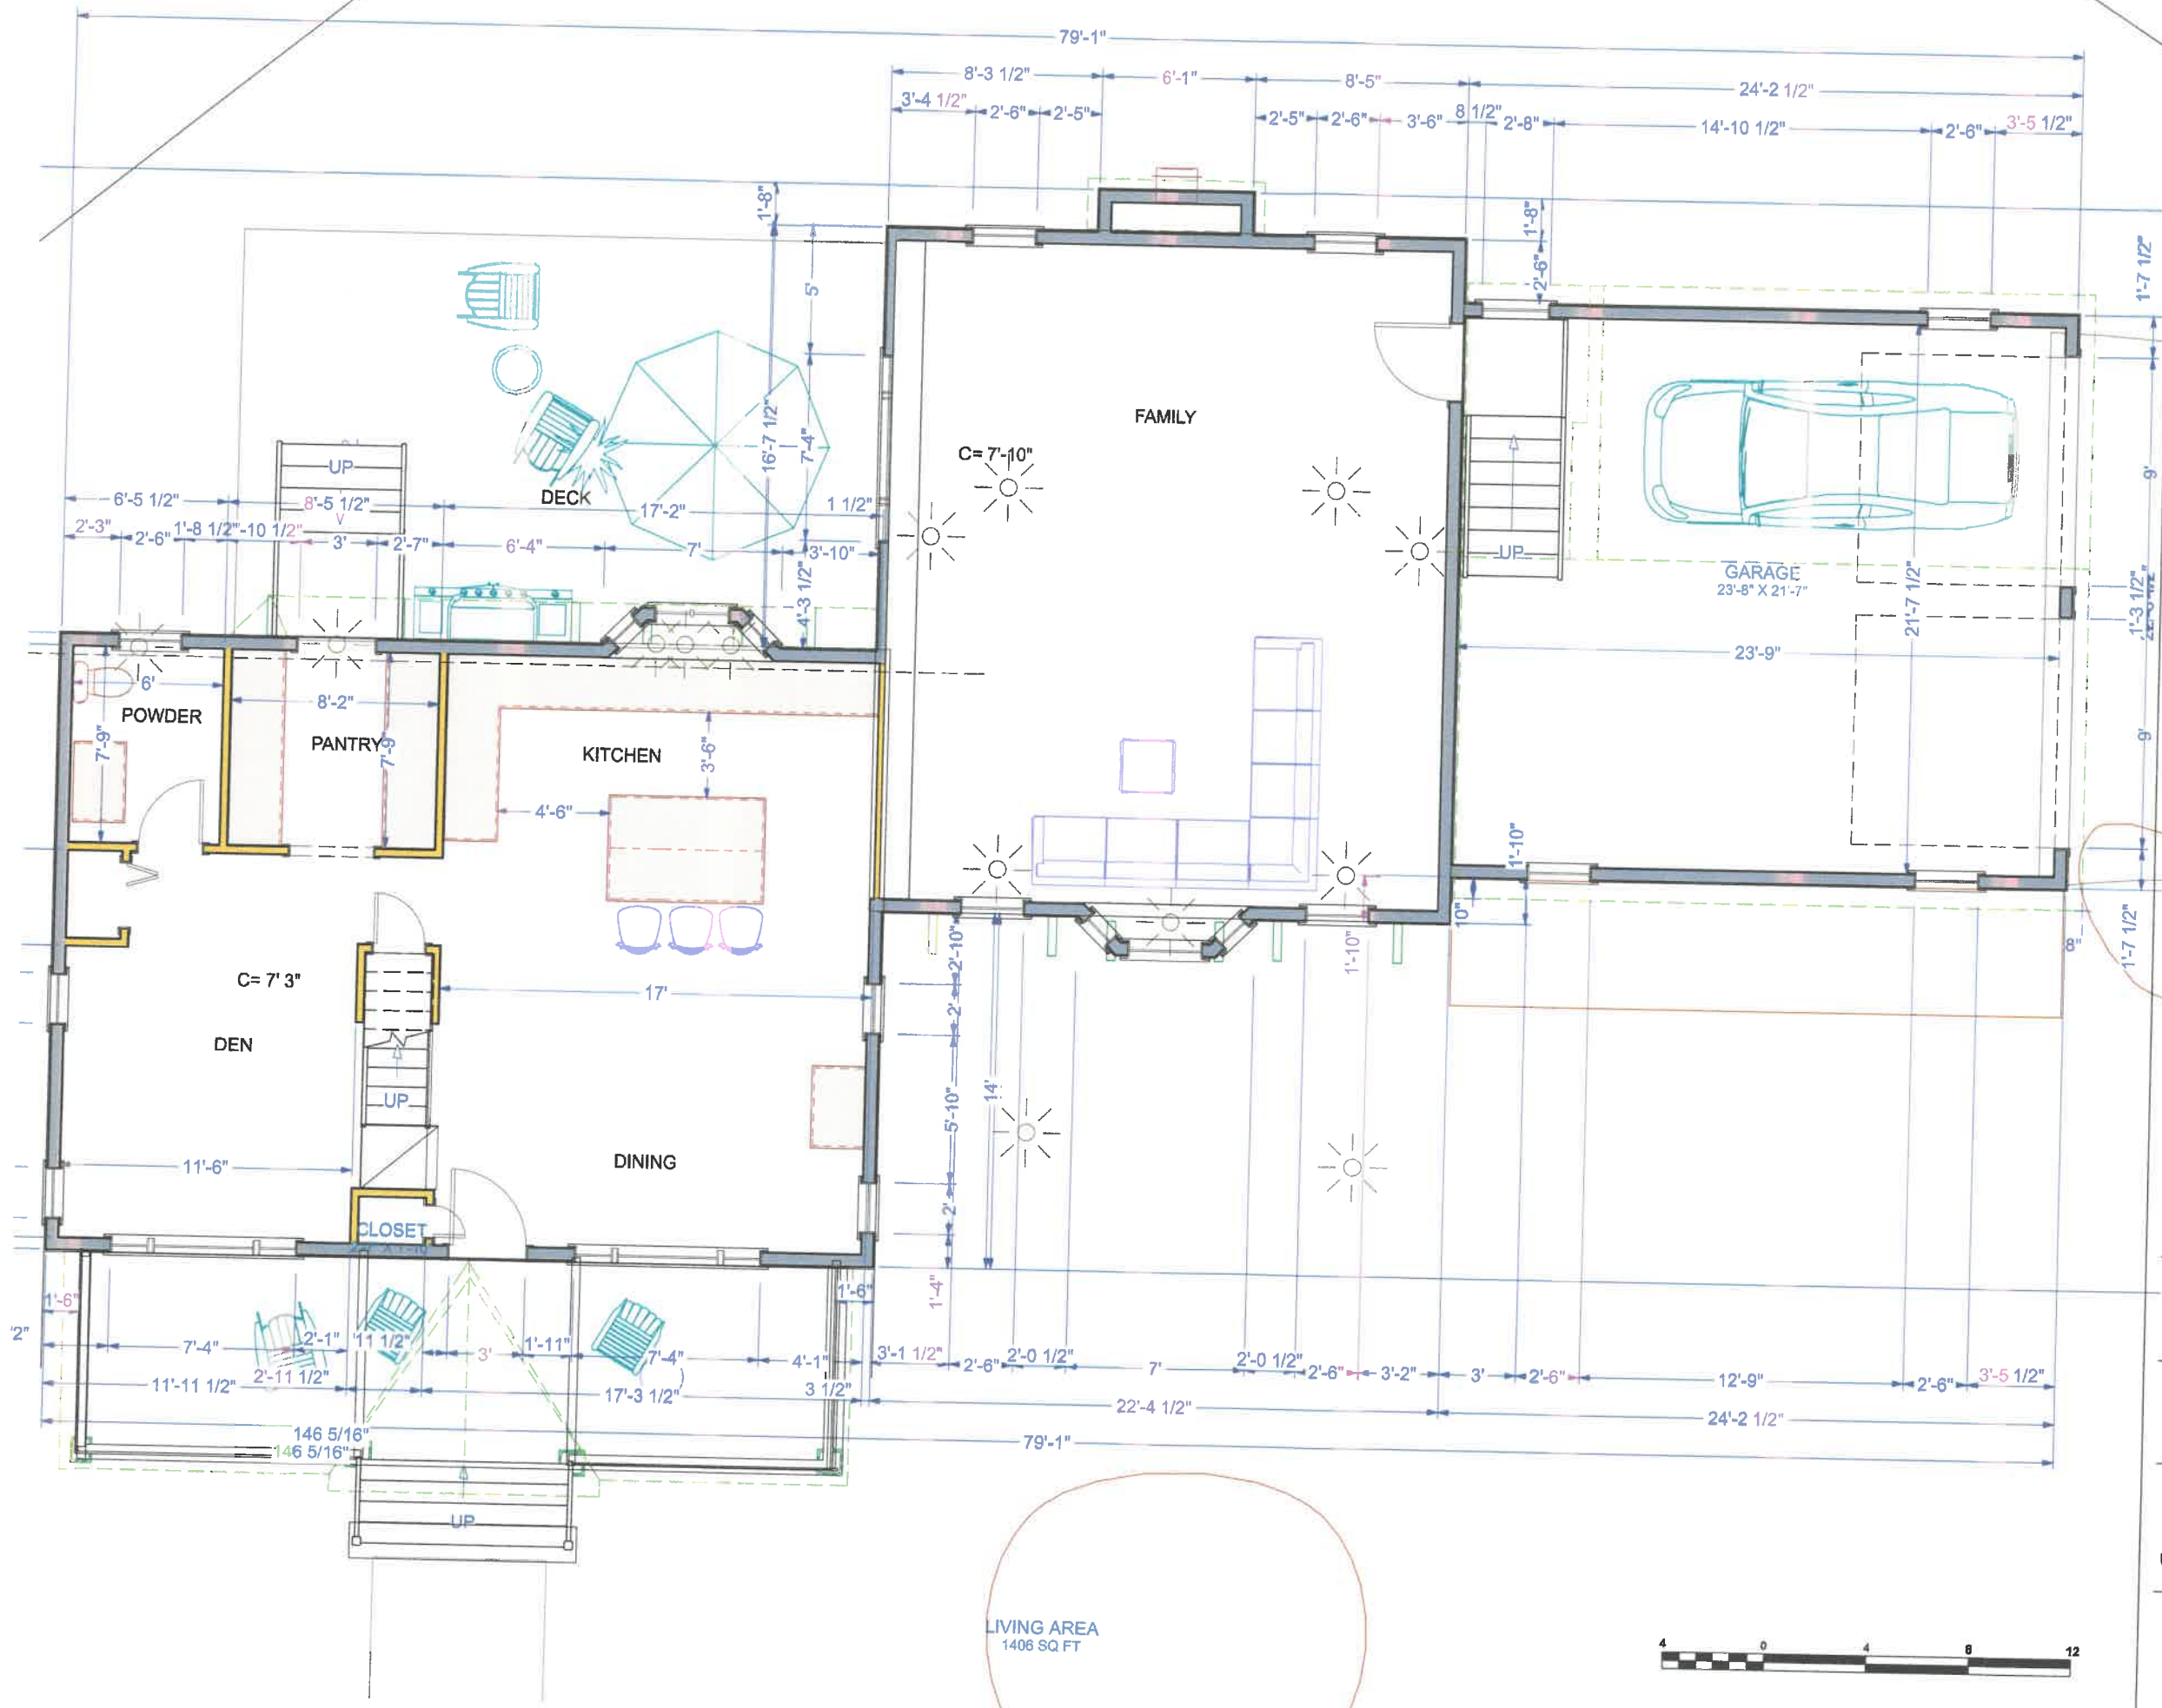 79'-1"
8'-3 1/2" 6'-1" 8'-5" 24'-2 1/2"
3'-4 1/2" 2'-6" 2'-5" 2'-5" 2'-6" 3'-6" 8 1/2" 2'-8" 14'-10 1/2" 2'-6" 3'-5 1/2"
1'-8"
1'-8"
2'-6"
1'-7 1/2"
5'
FAMILY
C= 7'-10"
16'-7 1/2"
7'-4"
UP
DECK
6'-5 1/2" 8'-5 1/2" 17'-2" 1 1/2"
2'-3" 2'-6" 1'-8 1/2" -10 1/2" 3' 2'-7" 6'-4" 7' 3'-10"
4'-3 1/2"
UP
GARAGE
23'-8" X 21'-7"
9'
21'-7 1/2"
1'-3 1/2"
23'-9"
9'
6'
8'-2"
POWDER
PANTRY
KITCHEN
7'-9"
7'-9
3'-6"
4'-6"
1'-10"
10"
1'-10"
8"
1'-7 1/2"
C= 7' 3"
17'
2'-10"
2'
DEN
UP
5'-10"
14'
11'-6"
DINING
2'
CLOSET
1'-4"
1'-6"
1'-6"
'2"
7'-4" 2'-1" '11 1/2" 3' 1'-11" 7'-4" 4'-1" 3'-1 1/2" 2'-6" 2'-0 1/2" 7' 2'-0 1/2" 2'-6" 3'-2" 3' 2'-6" 12'-9" 2'-6" 3'-5 1/2"
11'-11 1/2" 2'-11 1/2" 17'-3 1/2" 3 1/2" 22'-4 1/2" 24'-2 1/2"
146 5/16"
146 5/16"
79'-1"
UP
LIVING AREA
1406 SQ FT
4 0 4 8 12